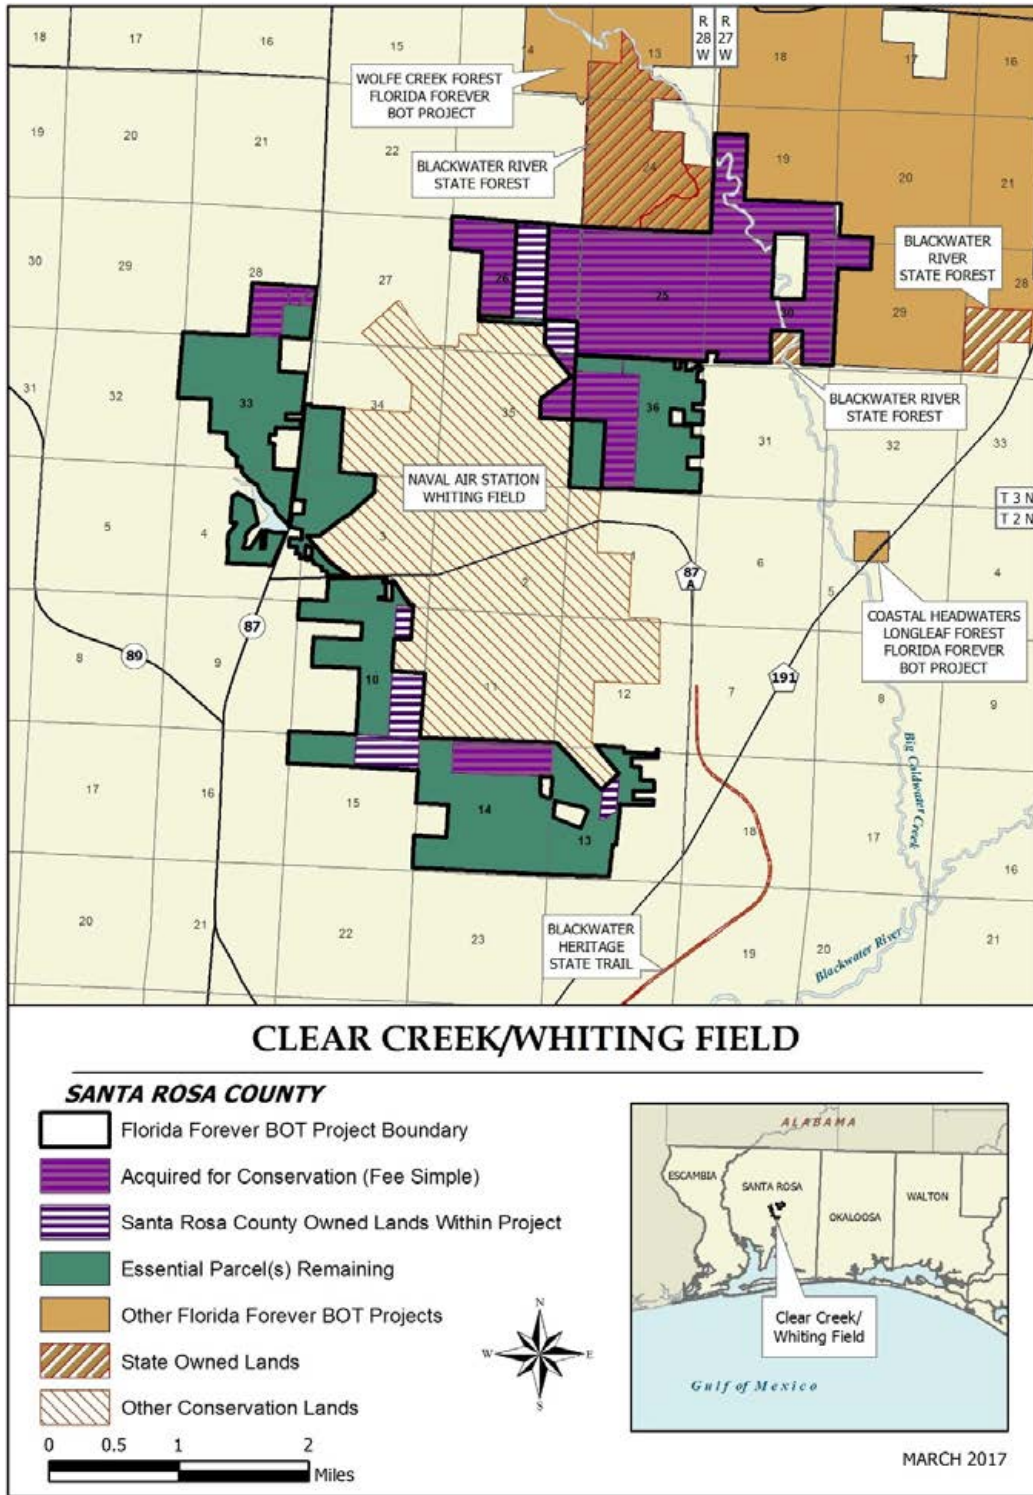 18
17
16
15
14
13
R
28
W
R
27
W
18
17
16
WOLFE CREEK FOREST
FLORIDA FOREVER
BOT PROJECT
19
20
21
22
BLACKWATER RIVER
STATE FOREST
24
19
20
21
30
29
28
27
26
25
30
29
28
BLACKWATER
RIVER
STATE FOREST
31
32
33
34
35
36
31
32
33
BLACKWATER RIVER
STATE FOREST
NAVAL AIR STATION
WHITING FIELD
T 3 N
T 2 N
5
4
3
2
1
6
5
4
87
A
87
89
191
COASTAL HEADWATERS
LONGLEAF FOREST
FLORIDA FOREVER
BOT PROJECT
8
9
10
11
12
7
8
9
Big Coldwater Creek
17
16
15
14
13
18
17
16
20
21
22
23
19
20
21
BLACKWATER
HERITAGE
STATE TRAIL
Blackwater River
CLEAR CREEK/WHITING FIELD
SANTA ROSA COUNTY
Florida Forever BOT Project Boundary
Acquired for Conservation (Fee Simple)
Santa Rosa County Owned Lands Within Project
Essential Parcel(s) Remaining
Other Florida Forever BOT Projects
State Owned Lands
Other Conservation Lands
0 0.5 1 2
Miles
N
W E
S
ALABAMA
ESCAMBIA
SANTA ROSA
OKALOOSA
WALTON
Clear Creek/
Whiting Field
Gulf of Mexico
MARCH 2017